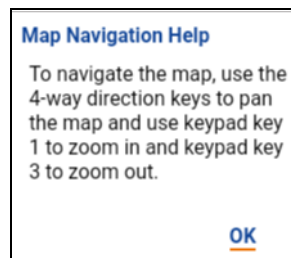 Map Navigation Help
To navigate the map, use the
4-way direction keys to pan
the map and use keypad key
1 to zoom in and keypad key
3 to zoom out.
OK